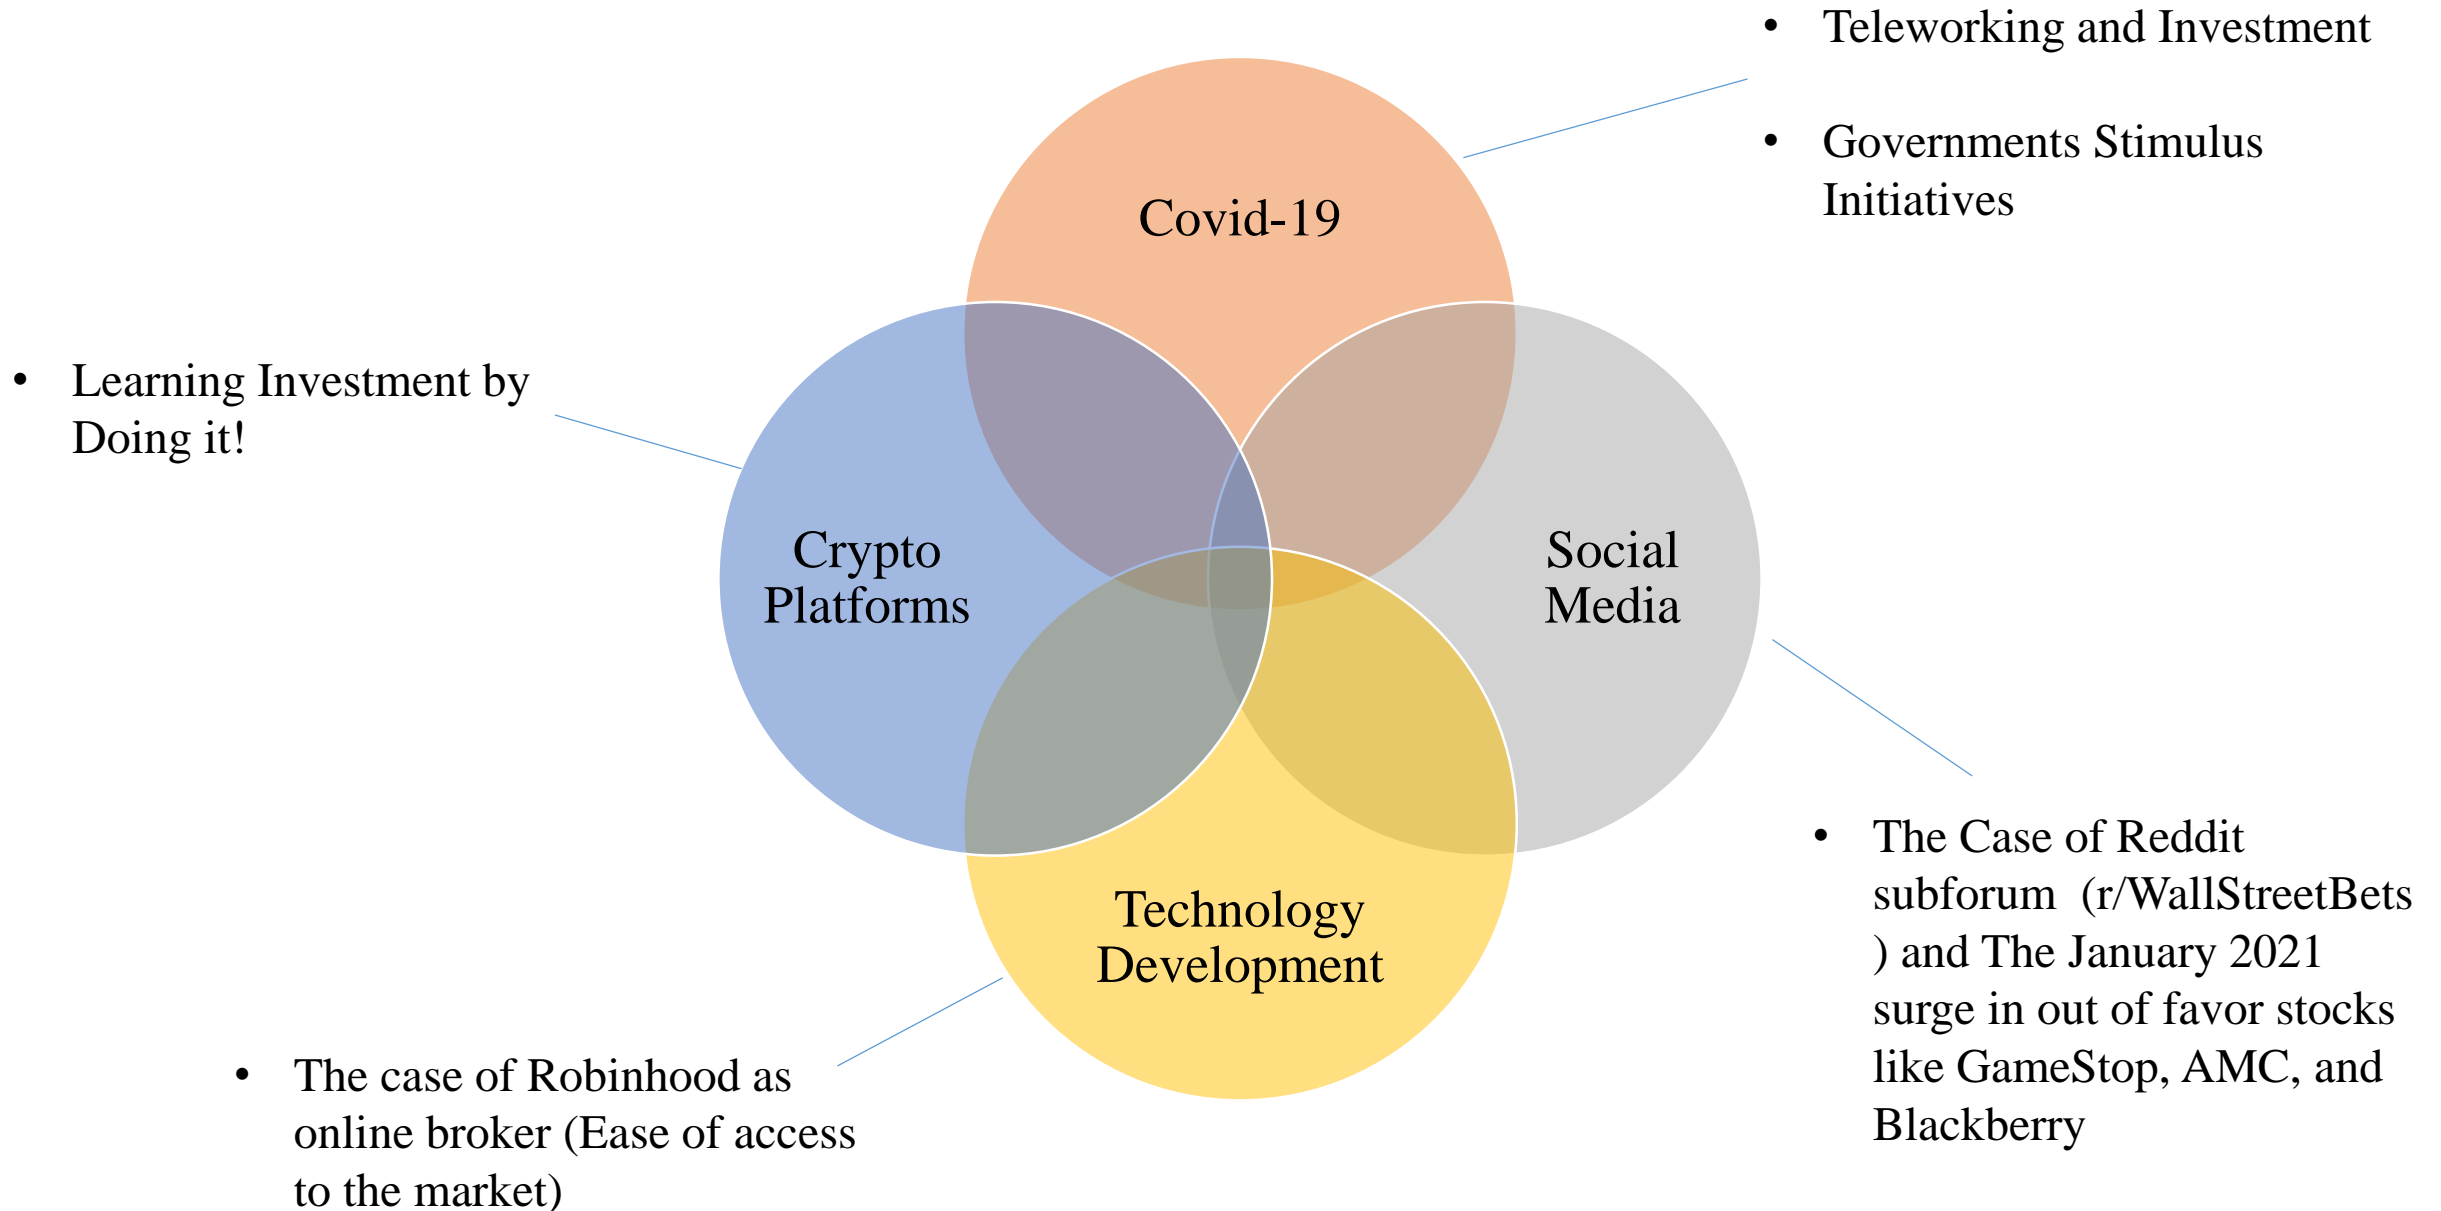 • Teleworking and Investment
• Governments Stimulus
Initiatives
Covid-19
• Learning Investment by
Doing it!
Crypto
Platforms
Social
Media
Technology
Development
• The Case of Reddit
subforum  (r/WallStreetBets
) and The January 2021
surge in out of favor stocks
like GameStop, AMC, and
Blackberry
• The case of Robinhood as
online broker (Ease of access
to the market)